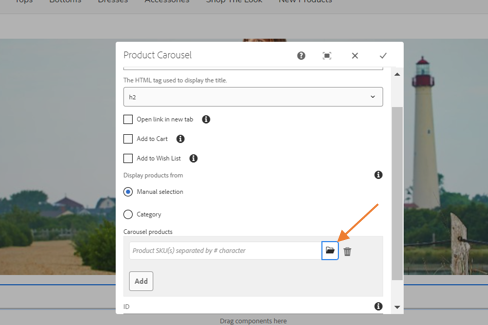 Tops Bottoms Dresses Accessories Shop The Look New Products
Product Carousel
The HTML tag used to display the title.
h2
Open link in new tab
Add to Cart
Add to Wish List
Display products from
Manual selection
Category
Carousel products
Product SKU(s) separated by # character
Add
ID
Drag components here